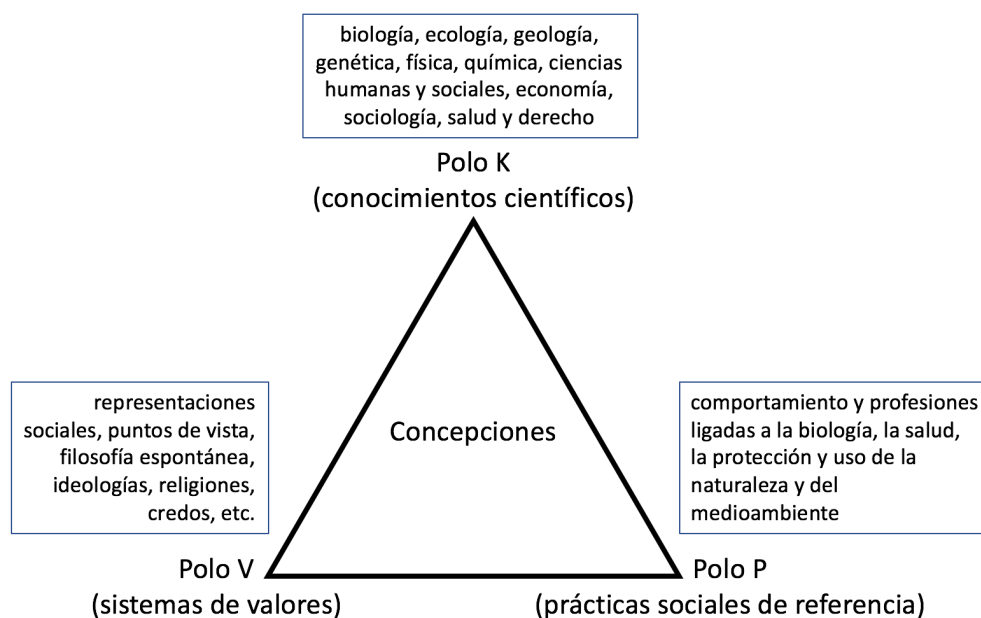 biología, ecología, geología,
genética, física, química, ciencias
humanas y sociales, economía,
sociología, salud y derecho
Polo K
(conocimientos científicos)
representaciones
sociales, puntos de vista,
filosofía espontánea,
ideologías, religiones,
credos, etc.
Concepciones
comportamiento y profesiones
ligadas a la biología, la salud,
la protección y uso de la
naturaleza y del
medioambiente
Polo V
(sistemas de valores)
Polo P
(prácticas sociales de referencia)